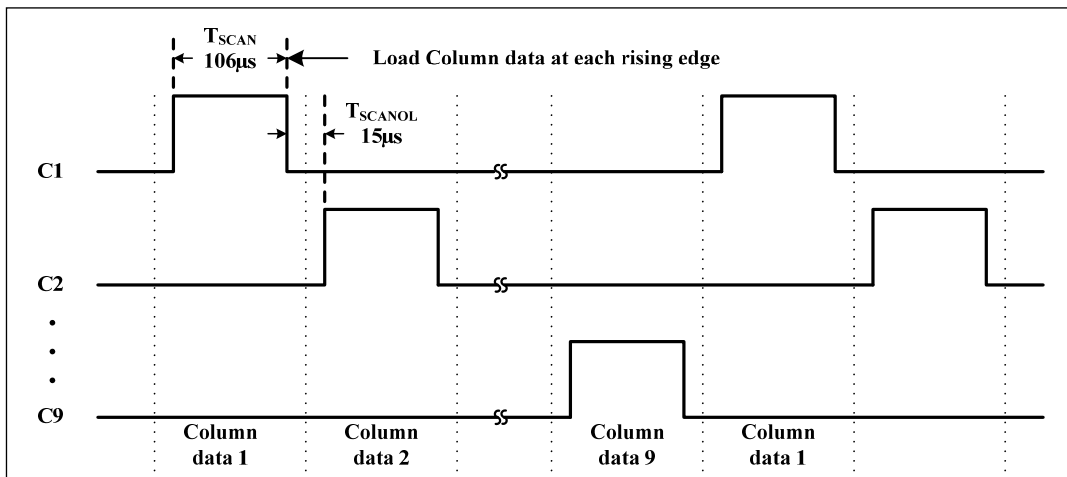 TSCAN
106μs
Load Column data at each rising edge
TSCANOL
15μs
C1
C2
C9
Column
data 1
Column
data 2
Column
data 9
Column
data 1